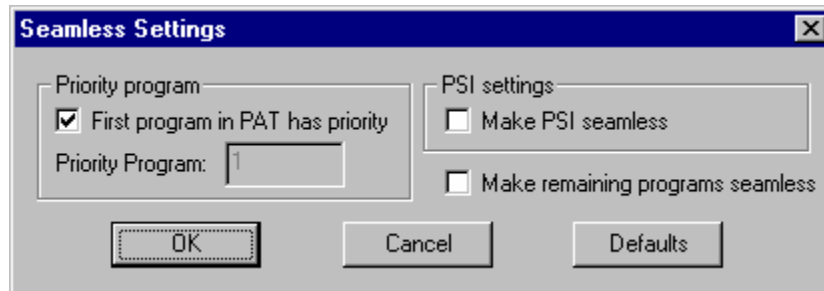 Seamless Settings
Priority program
First program in PAT has priority
Priority Program: 1
PSI settings
Make PSI seamless
Make remaining programs seamless
OK
Cancel
Defaults